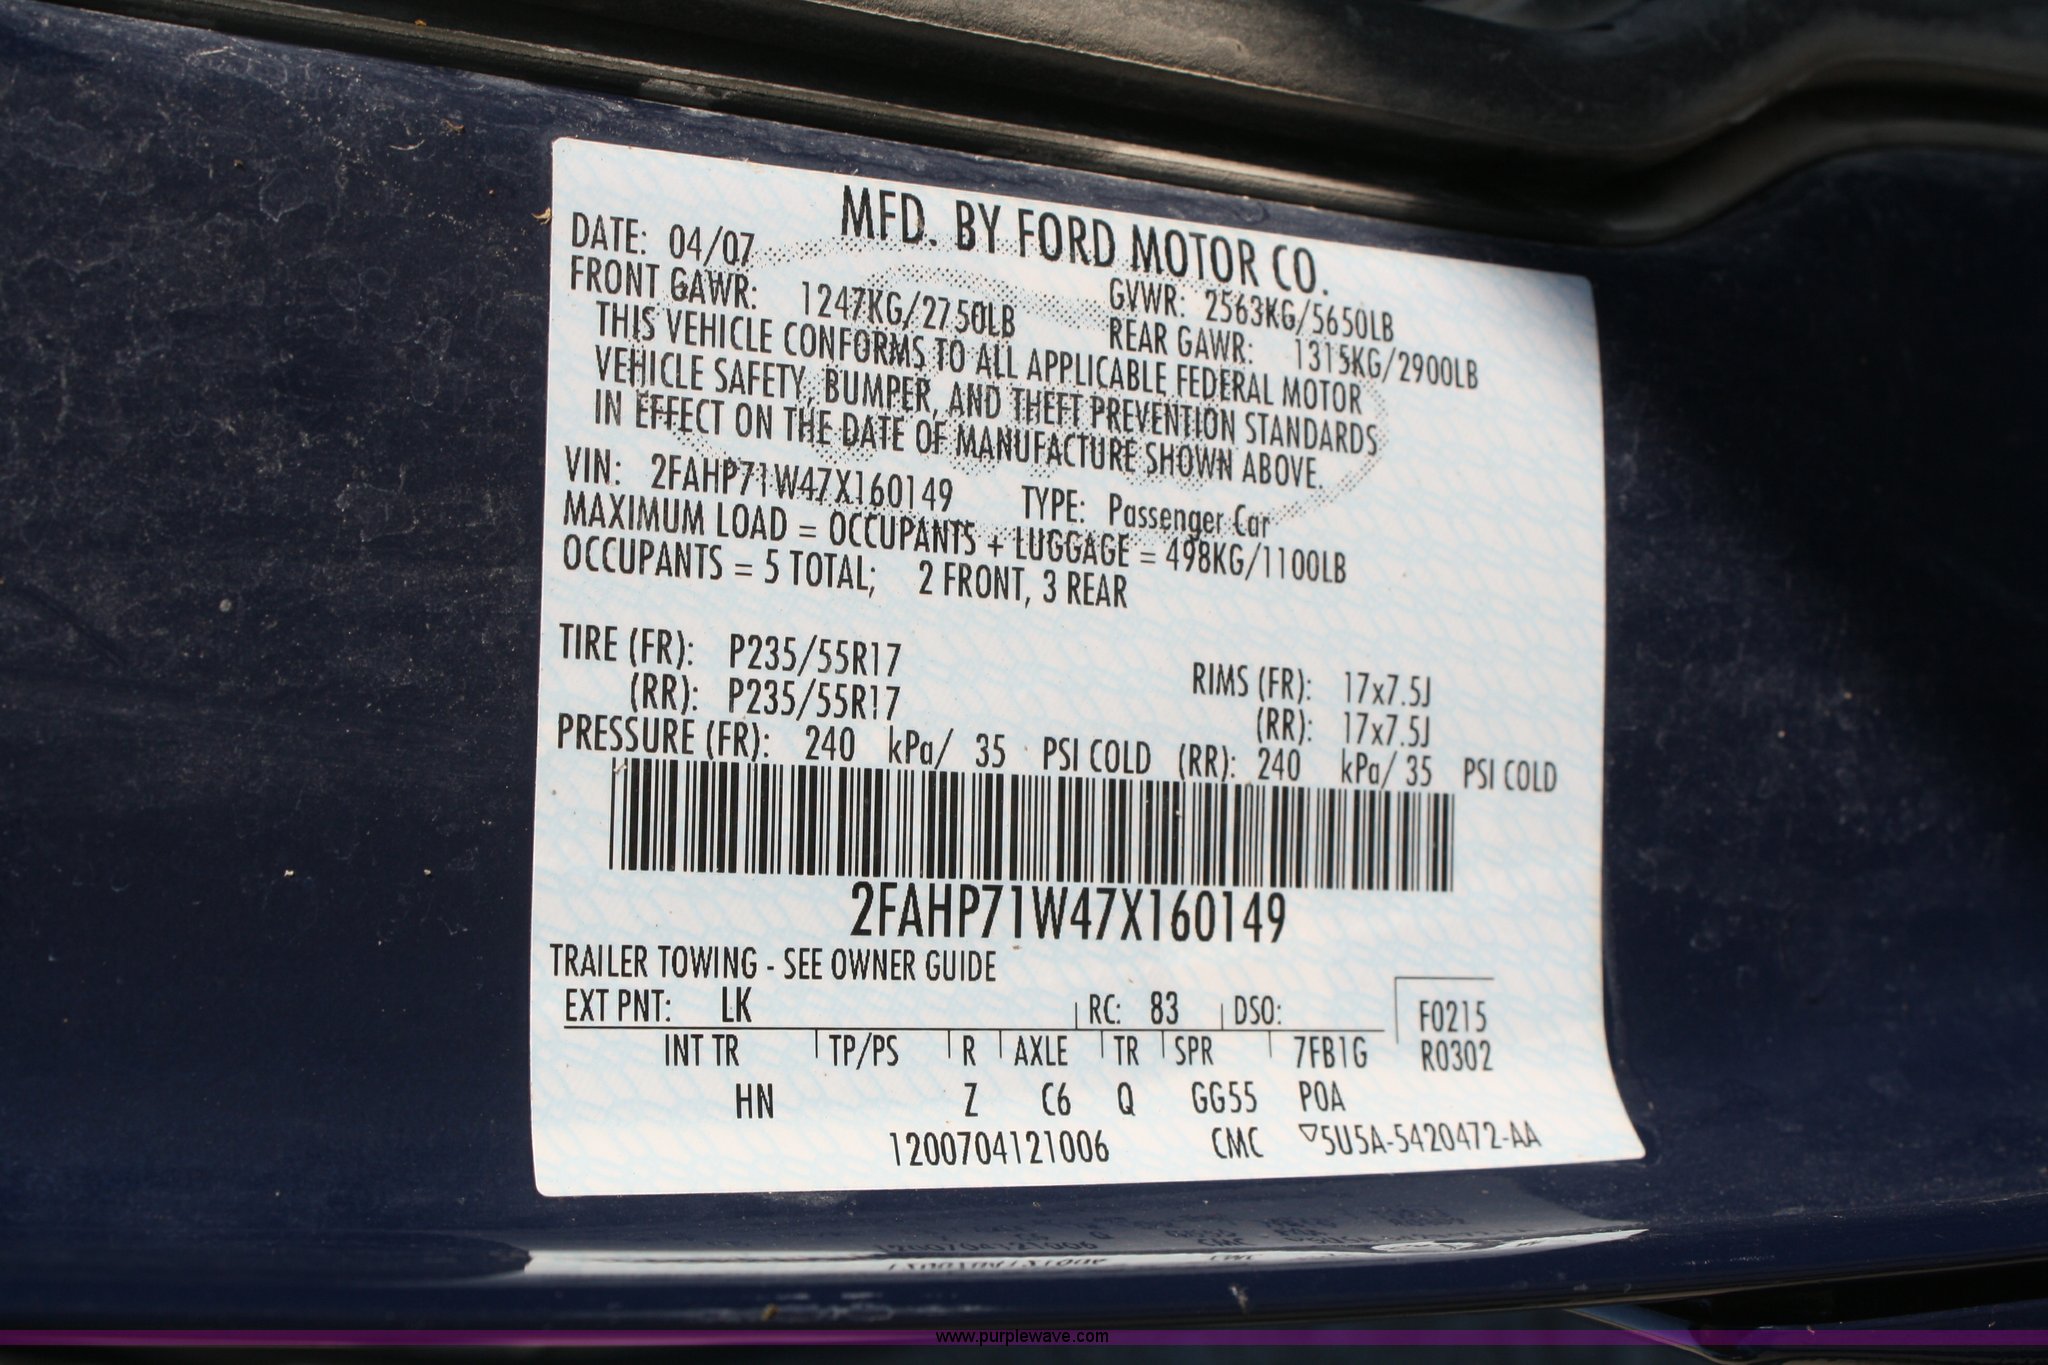 MFD. BY FORD MOTOR CO.
DATE: 04/07 GVWR: 2563KG/5650LB
FRONT GAWR: 1247KG/2750LB REAR GAWR: 1315KG/2900LB
THIS VEHICLE CONFORMS TO ALL APPLICABLE FEDERAL MOTOR
VEHICLE SAFETY, BUMPER, AND THEFT PREVENTION STANDARDS
IN EFFECT ON THE DATE OF MANUFACTURE SHOWN ABOVE.
VIN: 2FAHP71W47X160149 TYPE: Passenger Car
MAXIMUM LOAD = OCCUPANTS + LUGGAGE = 498KG/1100LB
OCCUPANTS = 5 TOTAL; 2 FRONT, 3 REAR
TIRE (FR): P235/55R17 RIMS (FR): 17x7.5J
(RR): P235/55R17 (RR): 17x7.5J
PRESSURE (FR): 240 kPa/ 35 PSI COLD (RR): 240 kPa/ 35 PSI COLD
2FAHP71W47X160149
TRAILER TOWING - SEE OWNER GUIDE
EXT PNT: LK RC: 83 DSO: F0215
INT TR TP/PS R AXLE TR SPR 7FB1G R0302
HN Z C6 Q GG55 POA
1200704121006 CMC ▽5U5A-5420472-AA
www.purplewave.com